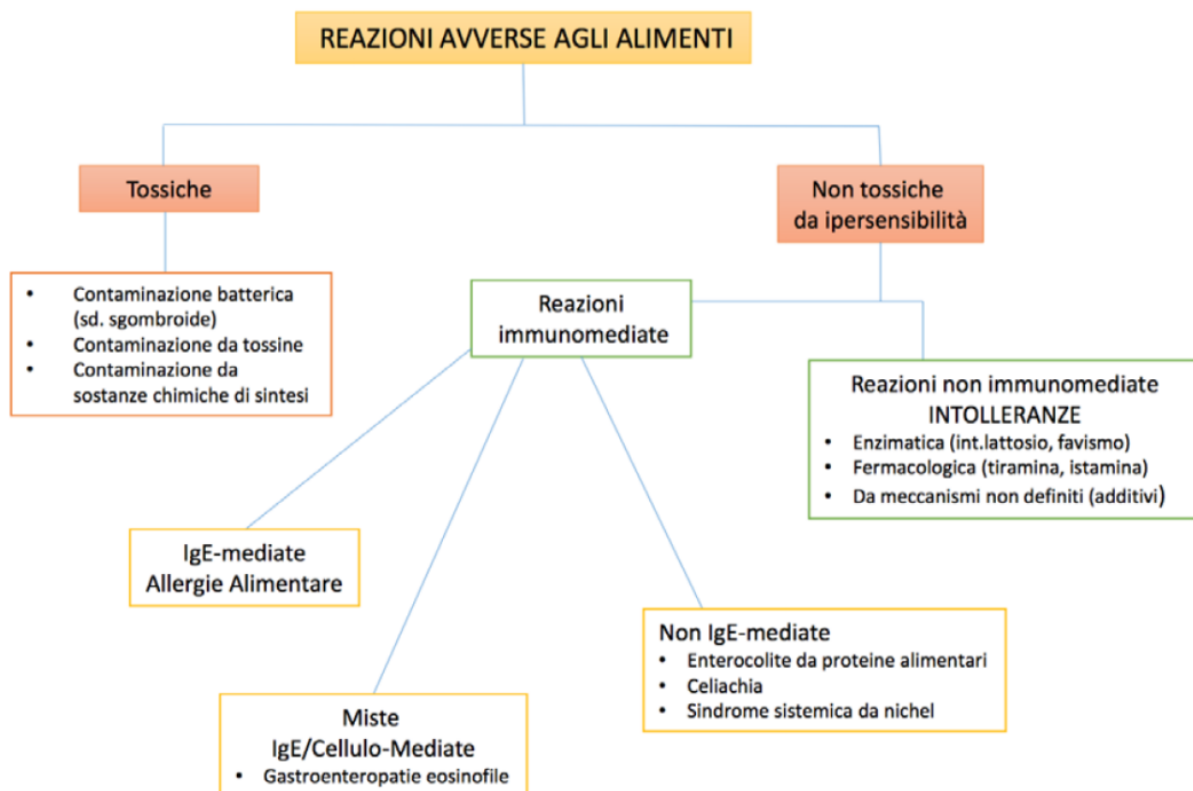 REAZIONI AVVERSE AGLI ALIMENTI
Tossiche
Non tossiche
da ipersensibilità
• Contaminazione batterica
(sd. sgombroide)
• Contaminazione da tossine
• Contaminazione da
sostanze chimiche di sintesi
Reazioni
immunomediate
Reazioni non immunomediate
INTOLLERANZE
• Enzimatica (int.lattosio, favismo)
• Fermacologica (tiramina, istamina)
• Da meccanismi non definiti (additivi)
IgE-mediate
Allergie Alimentare
Non IgE-mediate
• Enterocolite da proteine alimentari
• Celiachia
• Sindrome sistemica da nichel
Miste
IgE/Cellulo-Mediate
• Gastroenteropatie eosinofile